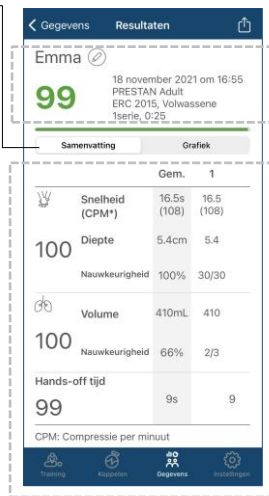 Gegevens Resultaten
Emma
99
18 november 2021 om 16:55
PRESTAN Adult
ERC 2015, Volwassene
1serie, 0:25
Samenvatting Grafiek
Gem. 1
Snelheid (CPM*) 16.5s (108) 16.5 (108)
100
Diepte 5.4cm 5.4
Nauwkeurigheid 100% 30/30
Volume 410mL 410
100
Nauwkeurigheid 66% 2/3
Hands-off tijd
99 9s 9
CPM: Compressie per minuut
Training Koppelen Gegevens Instellingen